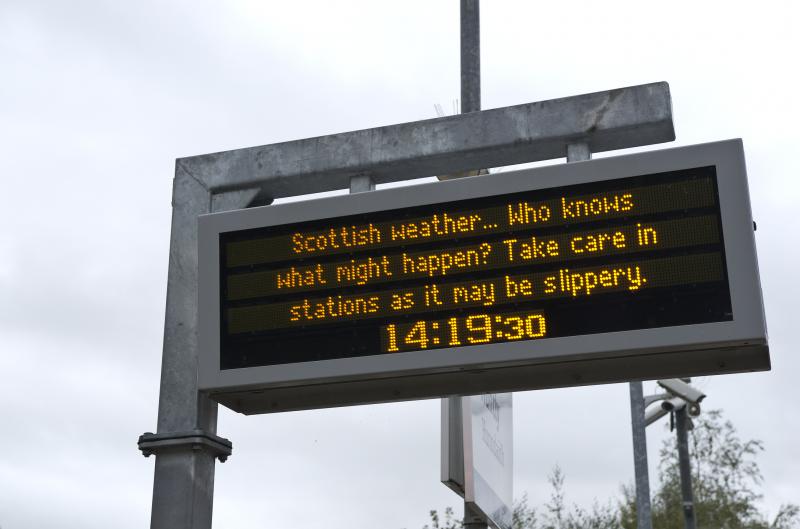 Scottish weather... Who knows
what might happen? Take care in
stations as it may be slippery.
14:19:30